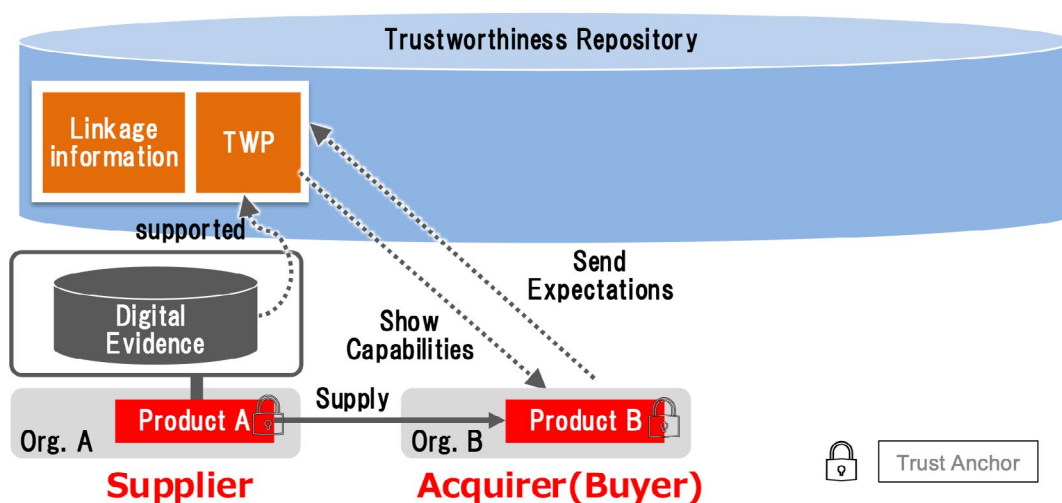 Trustworthiness Repository
Linkage
information
TWP
supported
Send
Expectations
Digital
Evidence
Show
Capabilities
Product A
Supply
Product B
Org. A
Org. B
Trust Anchor
Supplier
Acquirer(Buyer)